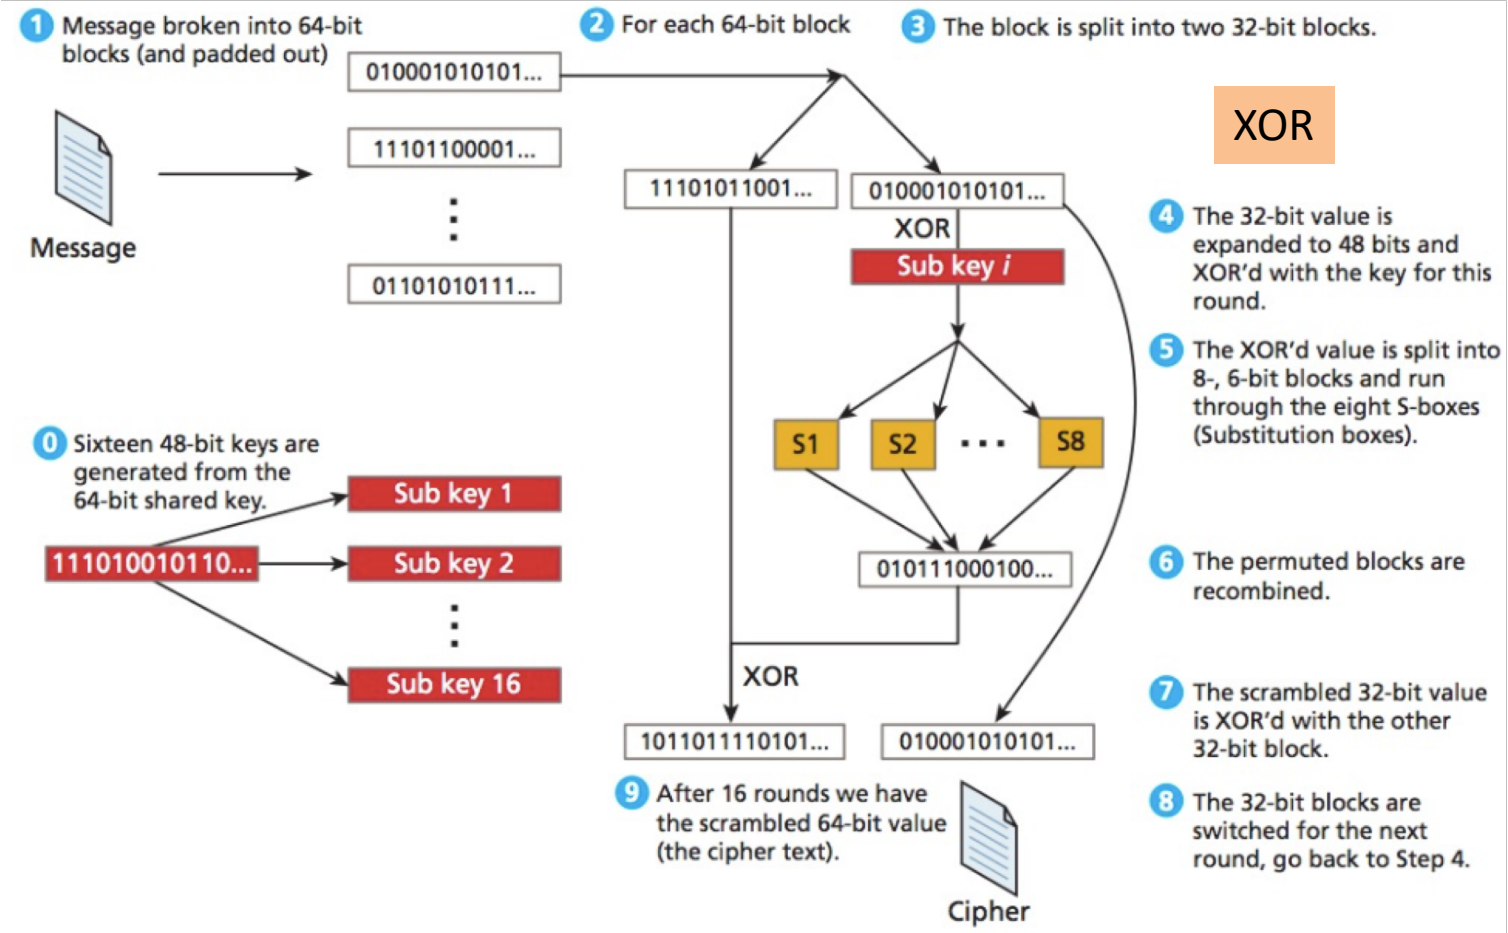 1 Message broken into 64-bit
blocks (and padded out)
010001010101...
11101100001...
01101010111...
Message
2 For each 64-bit block
3 The block is split into two 32-bit blocks.
XOR
11101011001...
010001010101...
XOR
Sub key i
S1
S2
S8
010111000100...
XOR
1011011110101...
010001010101...
4 The 32-bit value is
expanded to 48 bits and
XOR'd with the key for this
round.
5 The XOR'd value is split into
8-, 6-bit blocks and run
through the eight S-boxes
(Substitution boxes).
6 The permuted blocks are
recombined.
7 The scrambled 32-bit value
is XOR'd with the other
32-bit block.
8 The 32-bit blocks are
switched for the next
round, go back to Step 4.
0 Sixteen 48-bit keys are
generated from the
64-bit shared key.
111010010110...
Sub key 1
Sub key 2
Sub key 16
9 After 16 rounds we have
the scrambled 64-bit value
(the cipher text).
Cipher